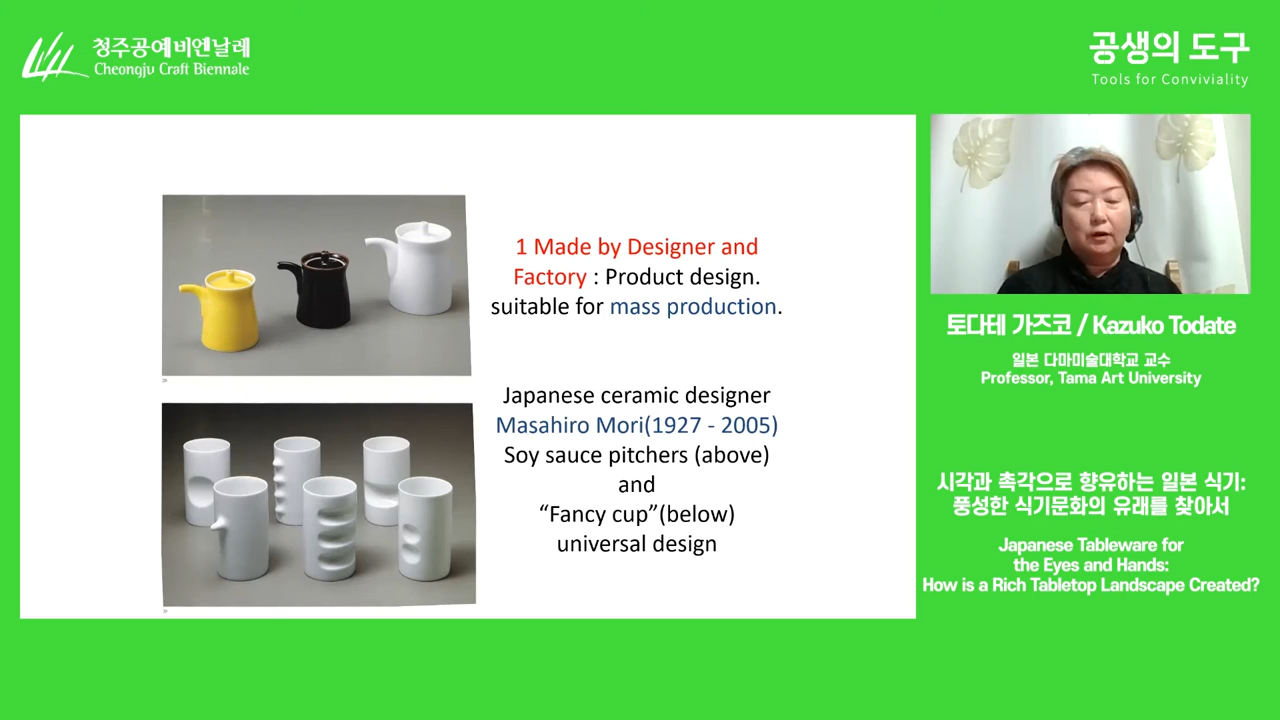 청주공예비엔날레
Cheongju Craft Biennale
공생의 도구
Tools for Conviviality
1 Made by Designer and
Factory : Product design.
suitable for mass production.
Japanese ceramic designer
Masahiro Mori(1927 - 2005)
Soy sauce pitchers (above)
and
“Fancy cup”(below)
universal design
토다테 가즈코 / Kazuko Todate
일본 다마미술대학교 교수
Professor, Tama Art University
시각과 촉각으로 향유하는 일본 식기:
풍성한 식기문화의 유래를 찾아서
Japanese Tableware for
the Eyes and Hands:
How is a Rich Tabletop Landscape Created?